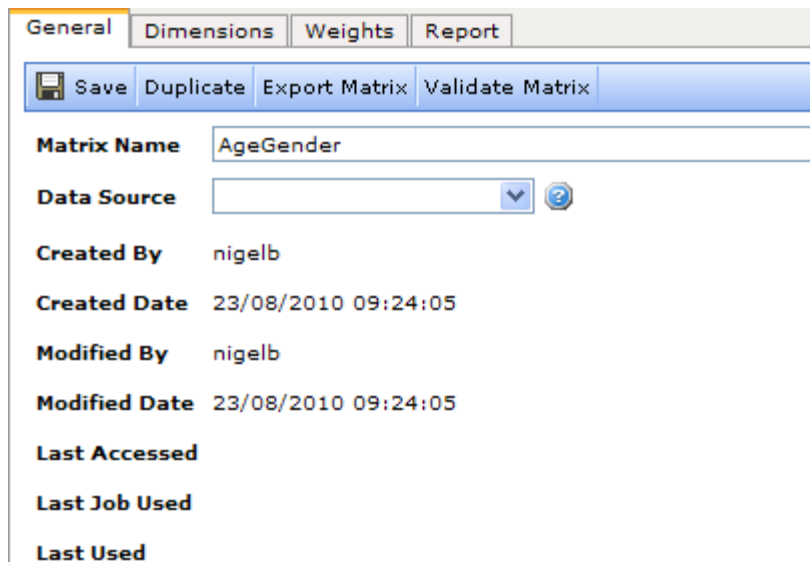 General Dimensions Weights Report
Save Duplicate Export Matrix Validate Matrix
Matrix Name AgeGender
Data Source
Created By nigelb
Created Date 23/08/2010 09:24:05
Modified By nigelb
Modified Date 23/08/2010 09:24:05
Last Accessed
Last Job Used
Last Used